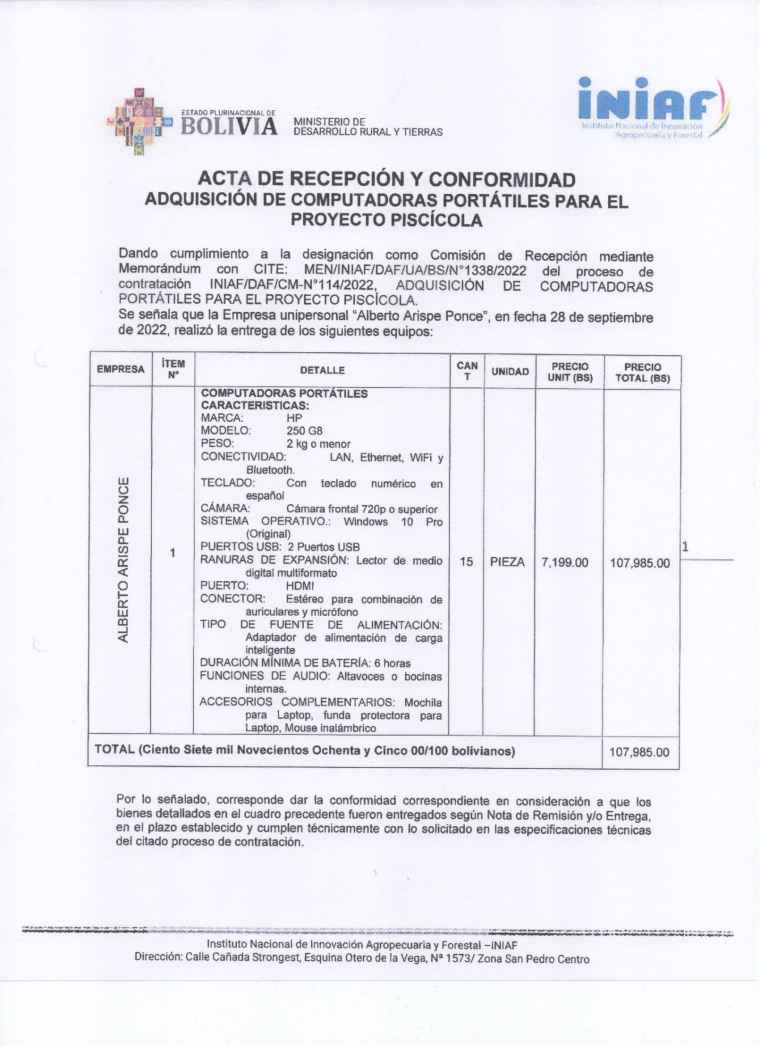 ESTADO PLURINACIONAL DE
BOLIVIA
MINISTERIO DE
DESARROLLO RURAL Y TIERRAS
iNiAF
Instituto Nacional de Innovación
Agropecuaria y Forestal
ACTA DE RECEPCIÓN Y CONFORMIDAD
ADQUISICIÓN DE COMPUTADORAS PORTÁTILES PARA EL
PROYECTO PISCÍCOLA
Dando cumplimiento a la designación como Comisión de Recepción mediante
Memorándum con CITE: MEN/INIAF/DAF/UA/BS/N°1338/2022 del proceso de
contratación INIAF/DAF/CM-N°114/2022, ADQUISICIÓN DE COMPUTADORAS
PORTÁTILES PARA EL PROYECTO PISCÍCOLA.
Se señala que la Empresa unipersonal “Alberto Arispe Ponce”, en fecha 28 de septiembre
de 2022, realizó la entrega de los siguientes equipos:
EMPRESA
ÍTEM
N°
DETALLE
CAN
T
UNIDAD
PRECIO
UNIT (BS)
PRECIO
TOTAL (BS)
ALBERTO ARISPE PONCE
1
COMPUTADORAS PORTÁTILES
CARACTERISTICAS:
MARCA: HP
MODELO: 250 G8
PESO: 2 kg o menor
CONECTIVIDAD: LAN, Ethernet, WiFi y
Bluetooth.
TECLADO: Con teclado numérico en
español
CÁMARA: Cámara frontal 720p o superior
SISTEMA OPERATIVO.: Windows 10 Pro
(Original)
PUERTOS USB: 2 Puertos USB
RANURAS DE EXPANSIÓN: Lector de medio
digital multiformato
PUERTO: HDMI
CONECTOR: Estéreo para combinación de
auriculares y micrófono
TIPO DE FUENTE DE ALIMENTACIÓN:
Adaptador de alimentación de carga
inteligente
DURACIÓN MÍNIMA DE BATERÍA: 6 horas
FUNCIONES DE AUDIO: Altavoces o bocinas
internas.
ACCESORIOS COMPLEMENTARIOS: Mochila
para Laptop, funda protectora para
Laptop, Mouse inalámbrico
15
PIEZA
7,199.00
107,985.00
1
TOTAL (Ciento Siete mil Novecientos Ochenta y Cinco 00/100 bolivianos)
107,985.00
Por lo señalado, corresponde dar la conformidad correspondiente en consideración a que los
bienes detallados en el cuadro precedente fueron entregados según Nota de Remisión y/o Entrega,
en el plazo establecido y cumplen técnicamente con lo solicitado en las especificaciones técnicas
del citado proceso de contratación.
Instituto Nacional de Innovación Agropecuaria y Forestal –INIAF
Dirección: Calle Cañada Strongest, Esquina Otero de la Vega, Nª 1573/ Zona San Pedro Centro